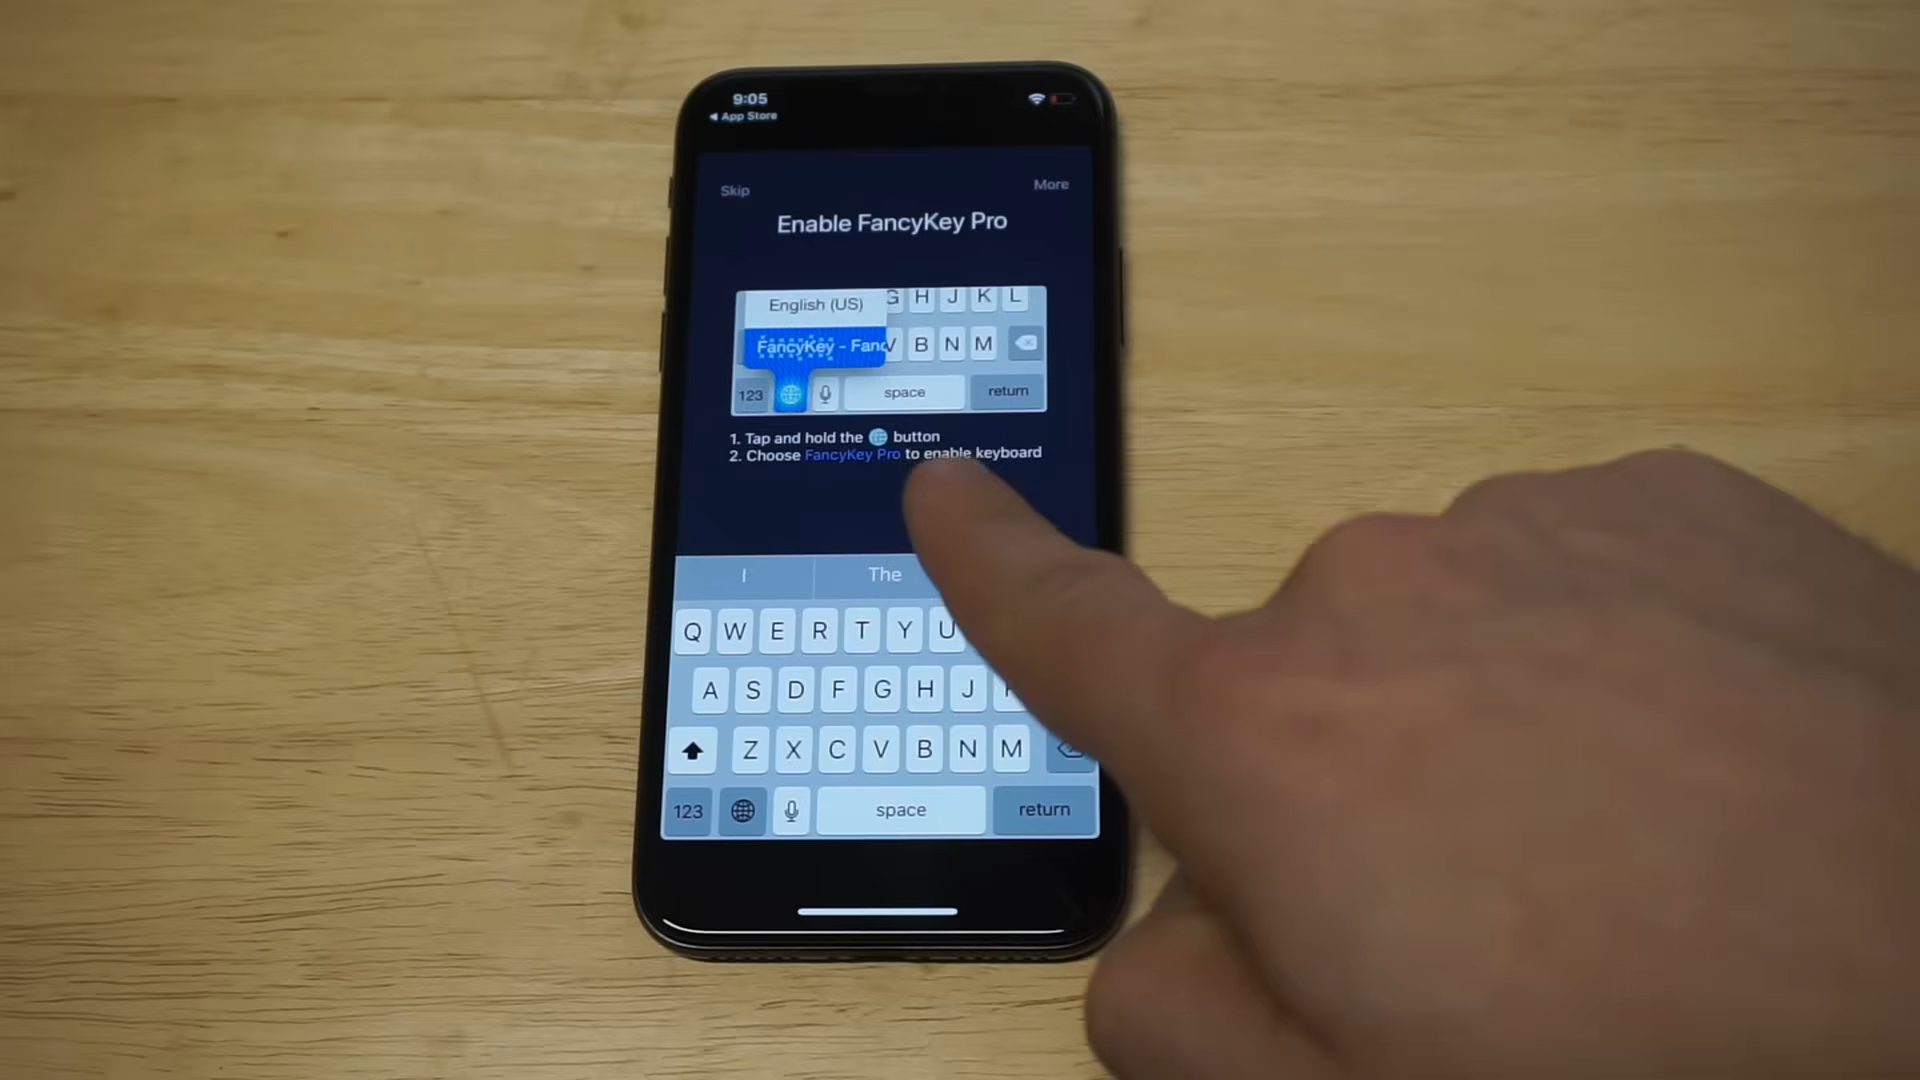 9:05
App Store
Skip
More
Enable FancyKey Pro
English (US)
G H J K L
FancyKey - Fanc
V B N M
123
space
return
1. Tap and hold the button
2. Choose FancyKey Pro to enable keyboard
I
The
Q W E R T Y U
A S D F G H J
Z X C V B N M
123
space
return